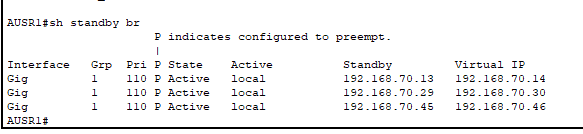 AUSR1#sh standby br
                     P indicates configured to preempt.
                     |
Interface   Grp  Pri P State    Active          Standby         Virtual IP
Gig         1    110 P Active   local           192.168.70.13   192.168.70.14
Gig         1    110 P Active   local           192.168.70.29   192.168.70.30
Gig         1    110 P Active   local           192.168.70.45   192.168.70.46
AUSR1#